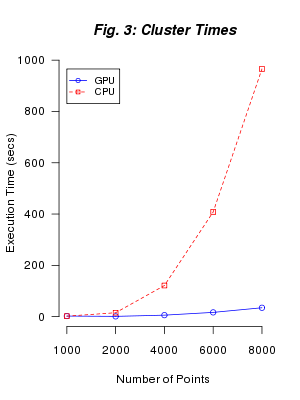 Fig. 3: Cluster Times
Execution Time (secs)
1000
800
600
400
200
0
GPU
CPU
1000 2000 4000 6000 8000
Number of Points